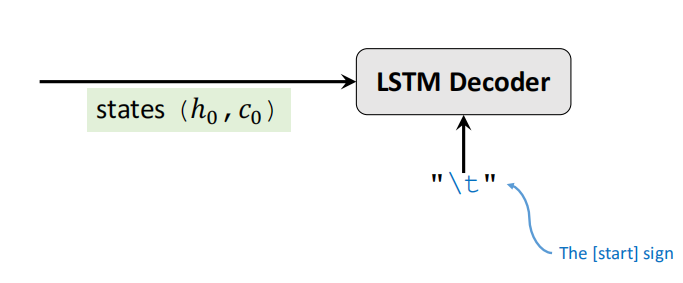 LSTM Decoder
states (h₀, c₀)
"\t"
The [start] sign